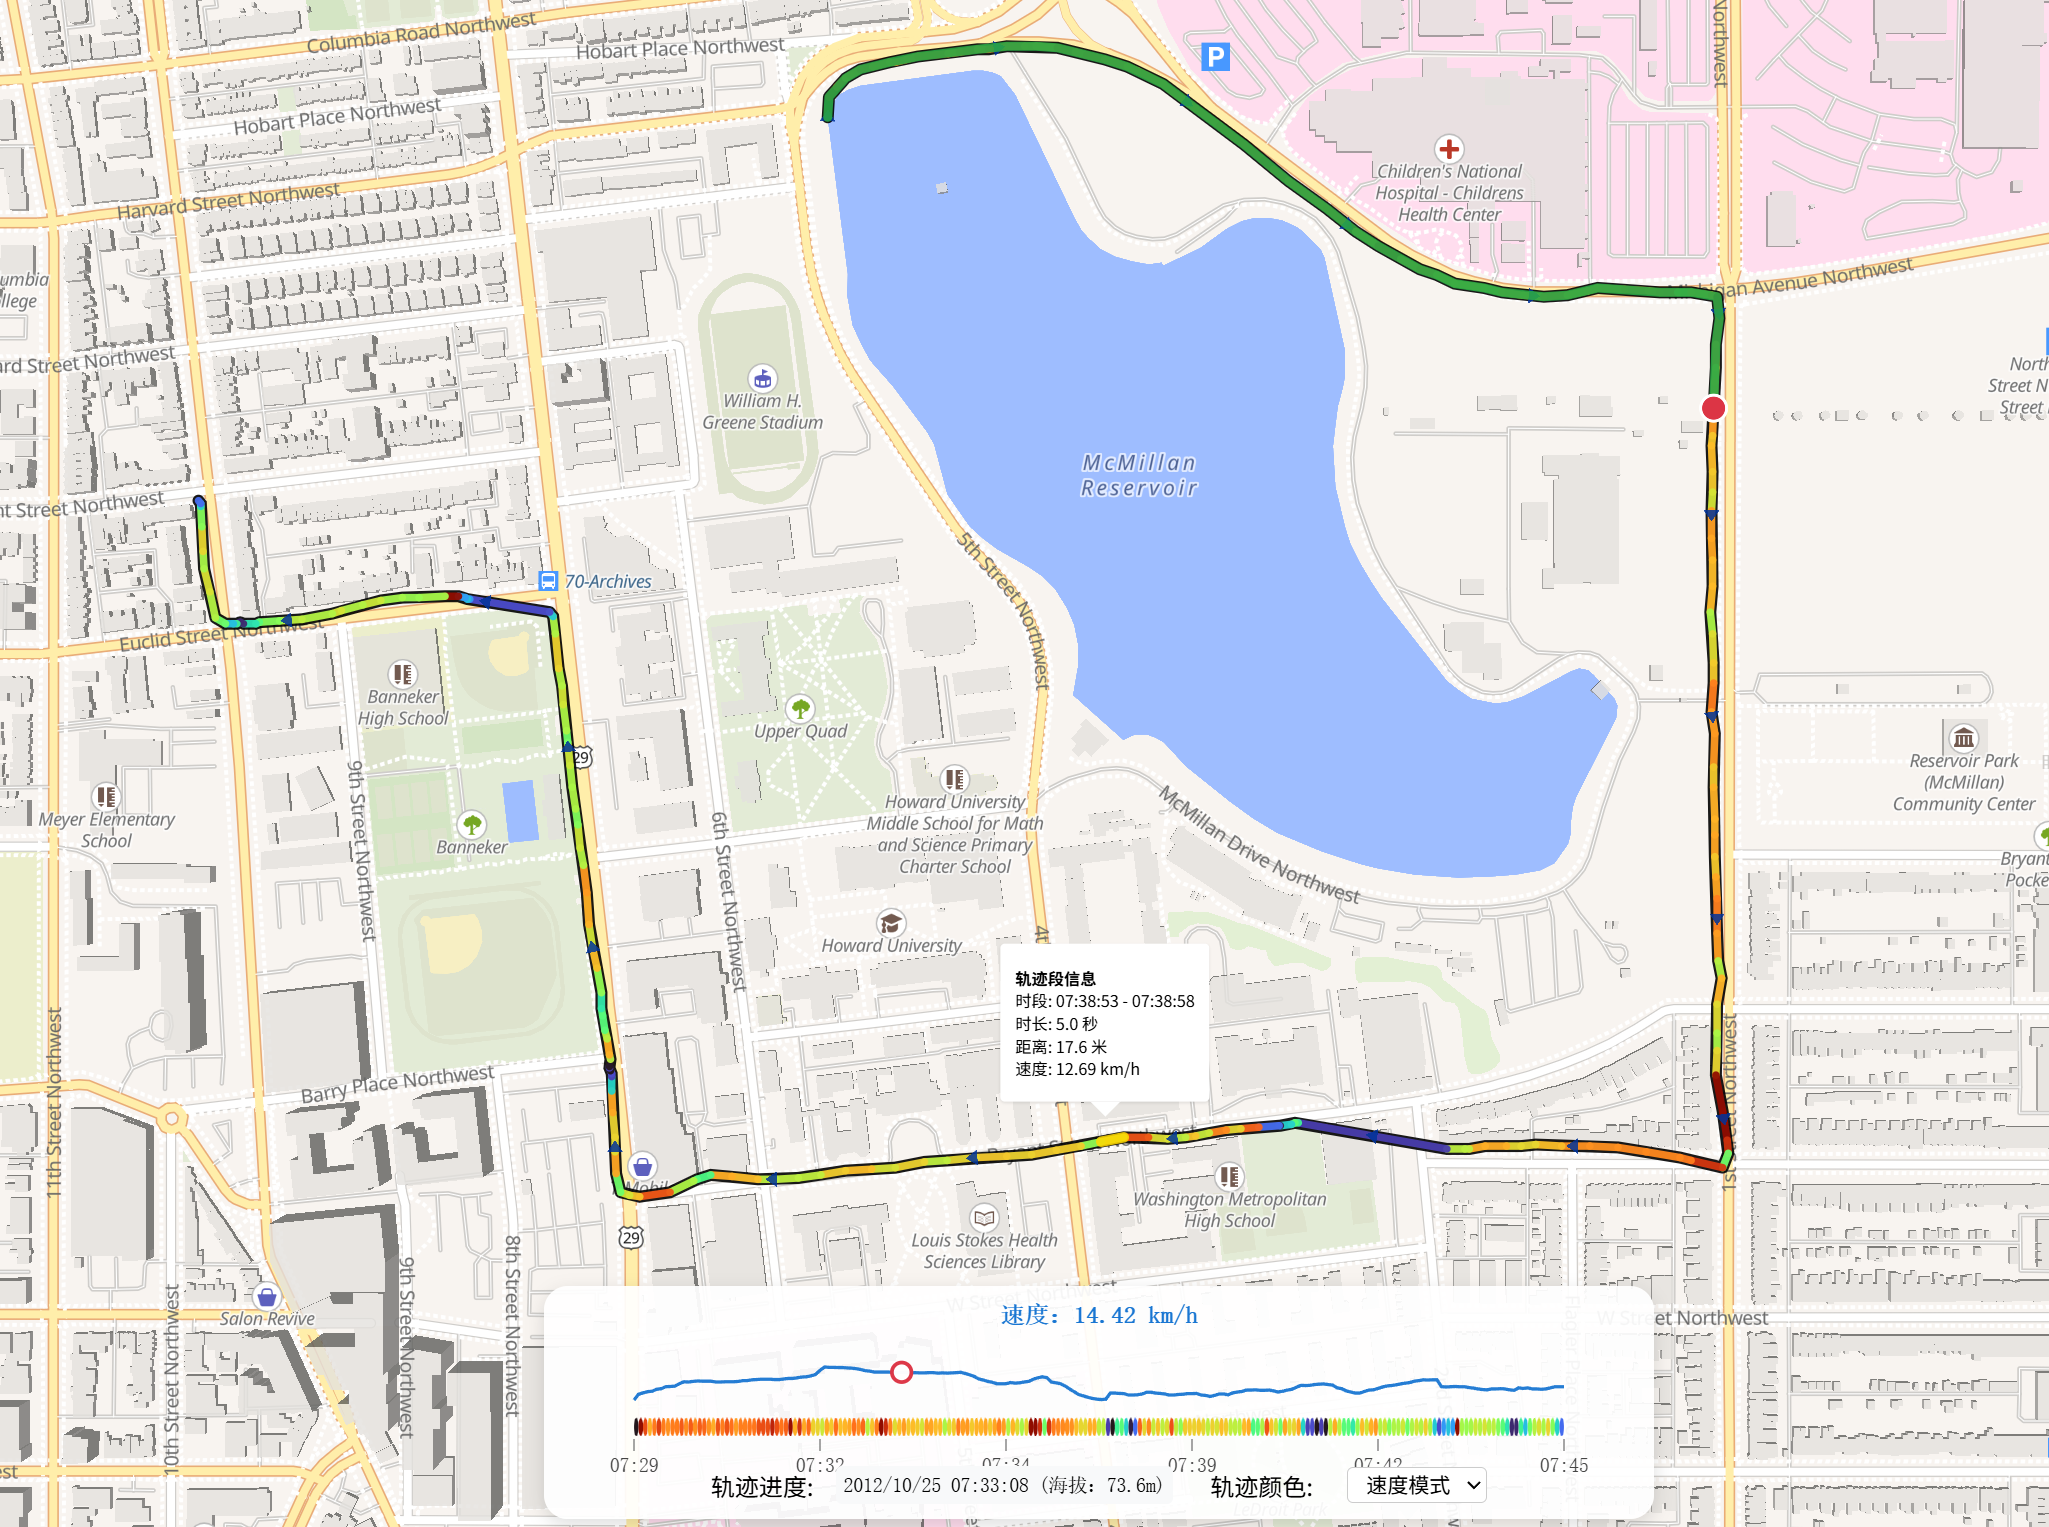 Columbia Road Northwest
Hobart Place Northwest
Northwest
P
Hobart Place Northwest
Children's National
Hospital - Childrens
Health Center
Harvard Street Northwest
Michigan Avenue Northwest
umbia
llege
ard Street Northwest
William H.
Greene Stadium
North
Street N
Street
McMillan
Reservoir
nt Street Northwest
5th Street Northwest
70-Archives
Euclid Street Northwest
Banneker
High School
Upper Quad
29
Reservoir Park
(McMillan)
Community Center
9th Street Northwest
Meyer Elementary
School
Banneker
6th Street Northwest
Howard University
Middle School for Math
and Science Primary
Charter School
McMillan Drive Northwest
Bryant
Pocke
Howard University
4t
轨迹段信息
时段: 07:38:53 - 07:38:58
时长: 5.0 秒
距离: 17.6 米
速度: 12.69 km/h
11th Street Northwest
Barry Place Northwest
1st Street Northwest
Bryant Street Northwest
Mobil
Washington Metropolitan
High School
29
Louis Stokes Health
Sciences Library
8th Street Northwest
9th Street Northwest
10th Street Northwest
Salon Revive
W Street Northwest
W Street Northwest
速度: 14.42 km/h
07:29
07:32
07:34
07:39
07:42
07:45
轨迹进度:
2012/10/25 07:33:08 (海拔: 73.6m)
轨迹颜色:
速度模式